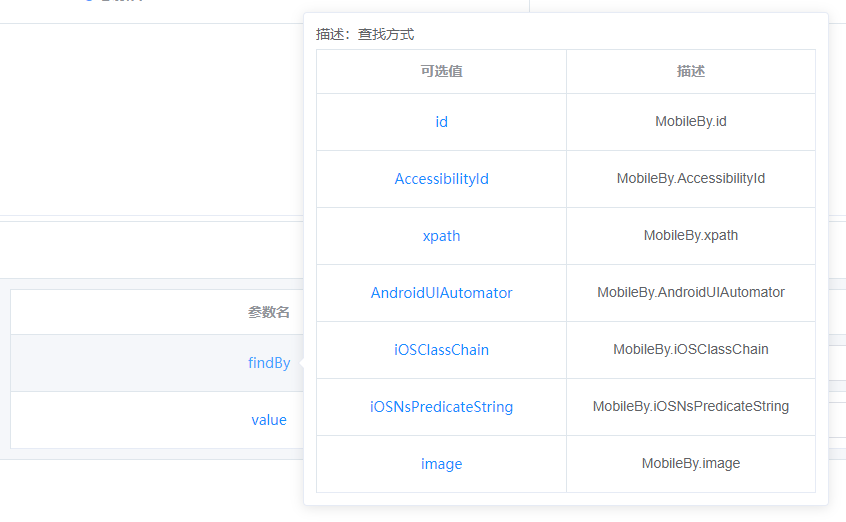 描述：查找方式
可选值 描述
id MobileBy.id
AccessibilityId MobileBy.AccessibilityId
xpath MobileBy.xpath
AndroidUIAutomator MobileBy.AndroidUIAutomator
参数名
iOSClassChain MobileBy.iOSClassChain
findBy
iOSNsPredicateString MobileBy.iOSNsPredicateString
value
image MobileBy.image